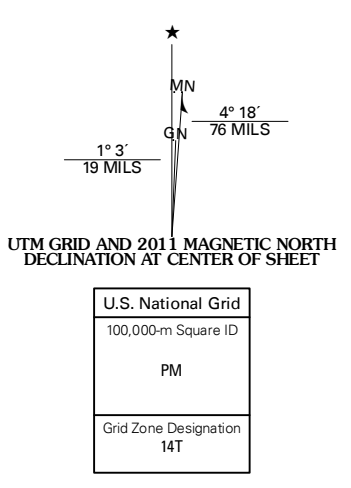 ★
MN
4° 18´
76 MILS
GN
1° 3´
19 MILS
UTM GRID AND 2011 MAGNETIC NORTH
DECLINATION AT CENTER OF SHEET
U.S. National Grid
100,000-m Square ID
PM
Grid Zone Designation
14T